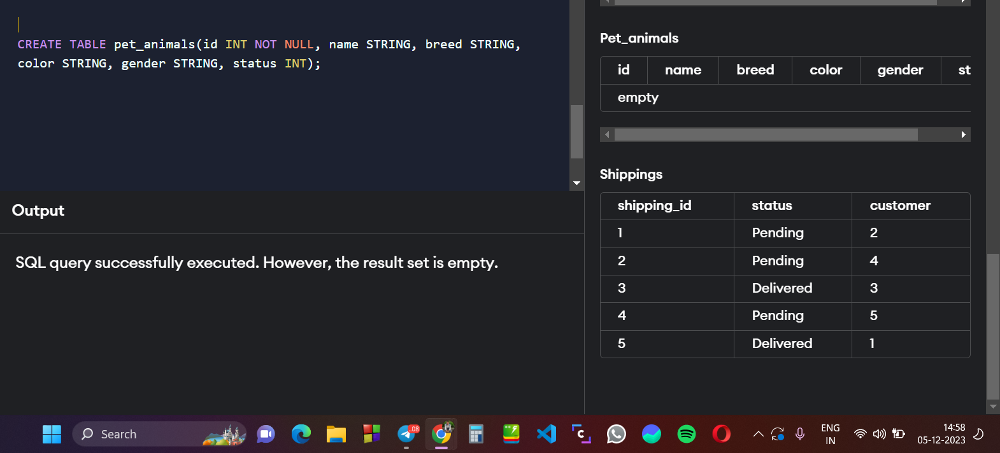 CREATE TABLE pet_animals(id INT NOT NULL, name STRING, breed STRING,
color STRING, gender STRING, status INT);
Output
SQL query successfully executed. However, the result set is empty.
Pet_animals
id name breed color gender st
empty
Shippings
shipping_id status customer
1 Pending 2
2 Pending 4
3 Delivered 3
4 Pending 5
5 Delivered 1
Search
.08
C
ENG
IN
14:58
05-12-2023